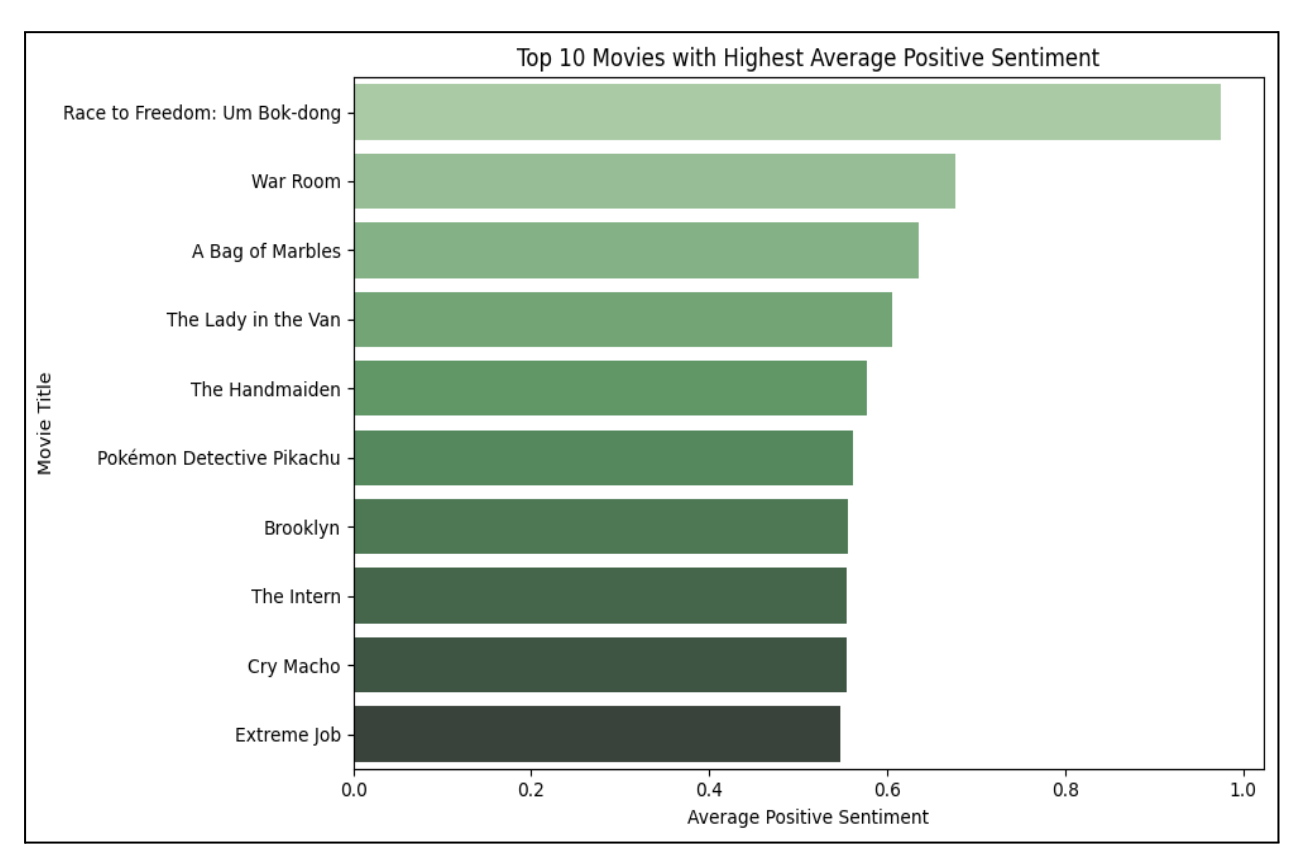 Top 10 Movies with Highest Average Positive Sentiment
Movie Title
Race to Freedom: Um Bok-dong
War Room
A Bag of Marbles
The Lady in the Van
The Handmaiden
Pokémon Detective Pikachu
Brooklyn
The Intern
Cry Macho
Extreme Job
0.0 0.2 0.4 0.6 0.8 1.0
Average Positive Sentiment